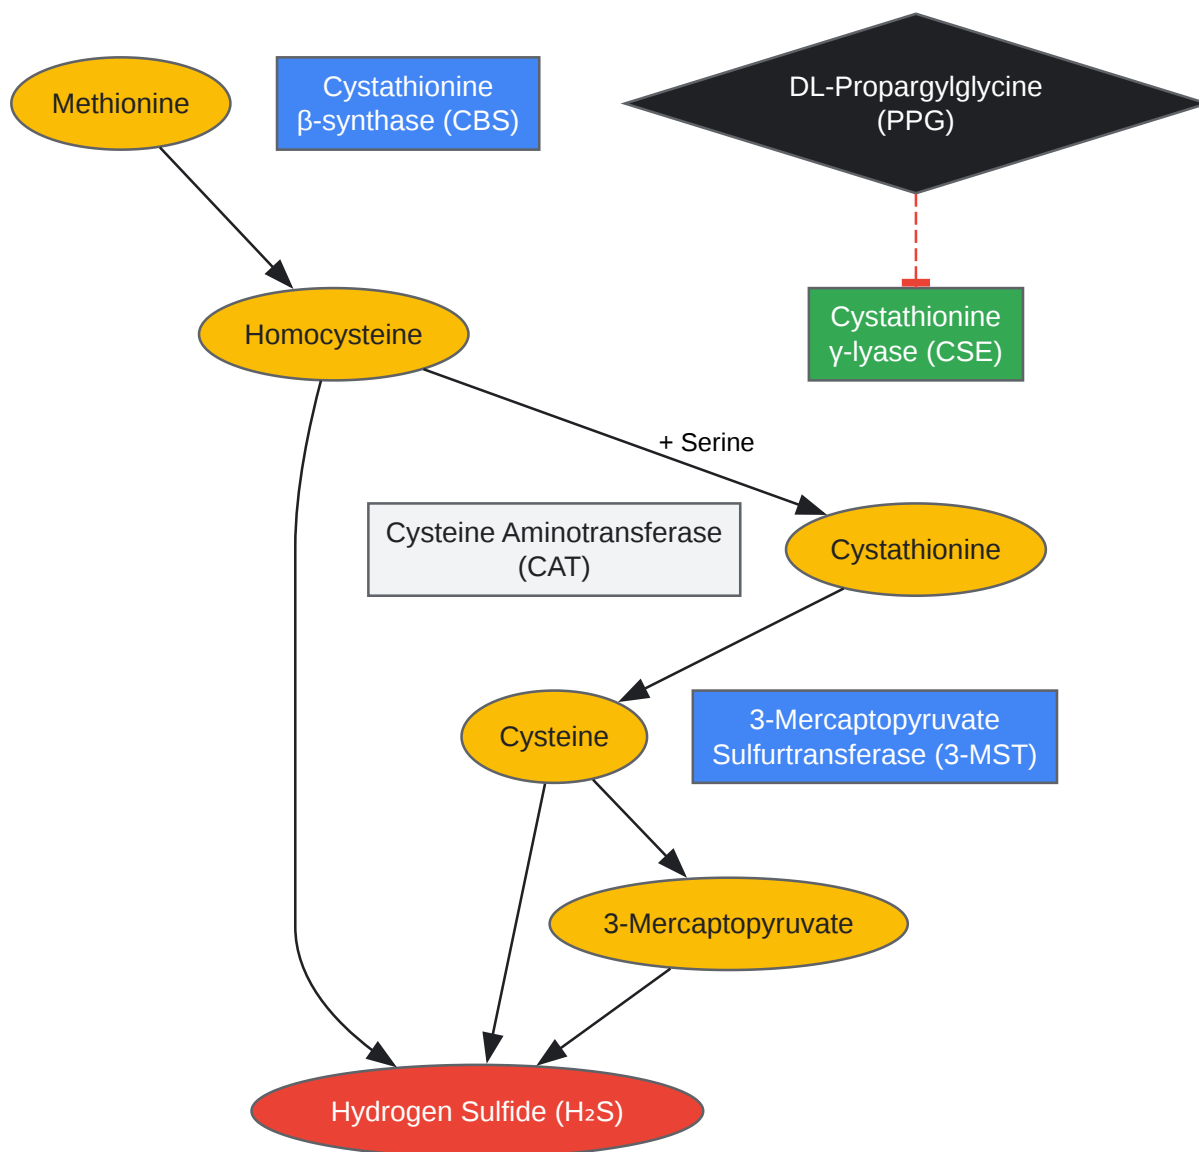 Methionine
Cystathionine
β-synthase (CBS)
DL-Propargylglycine
(PPG)
Homocysteine
Cystathionine
γ-lyase (CSE)
+ Serine
Cysteine Aminotransferase
(CAT)
Cystathionine
Cysteine
3-Mercaptopyruvate
Sulfurtransferase (3-MST)
3-Mercaptopyruvate
Hydrogen Sulfide (H₂S)